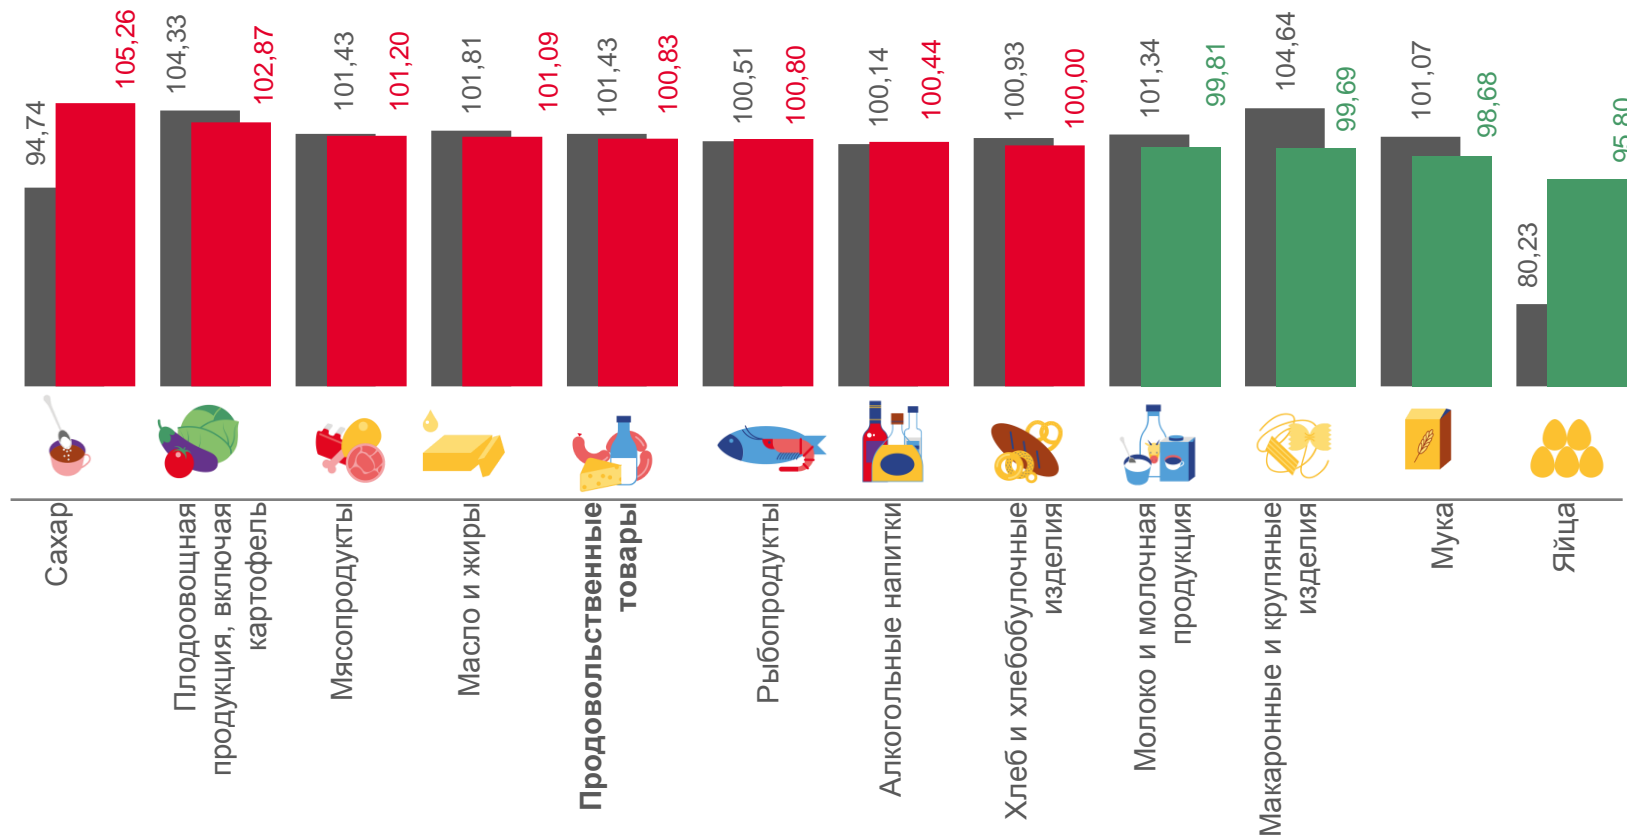 94,74
105,26
104,33
102,87
101,43
101,20
101,81
101,09
101,43
100,83
100,51
100,80
100,14
100,44
100,93
100,00
101,34
99,81
104,64
99,69
101,07
98,68
80,23
95,80
Сахар
Плодоовощная
продукция, включая
картофель
Мясопродукты
Масло и жиры
Продовольственные
товары
Рыбопродукты
Алкогольные напитки
Хлеб и хлебобулочные
изделия
Молоко и молочная
продукция
Макаронные и крупяные
изделия
Мука
Яйца